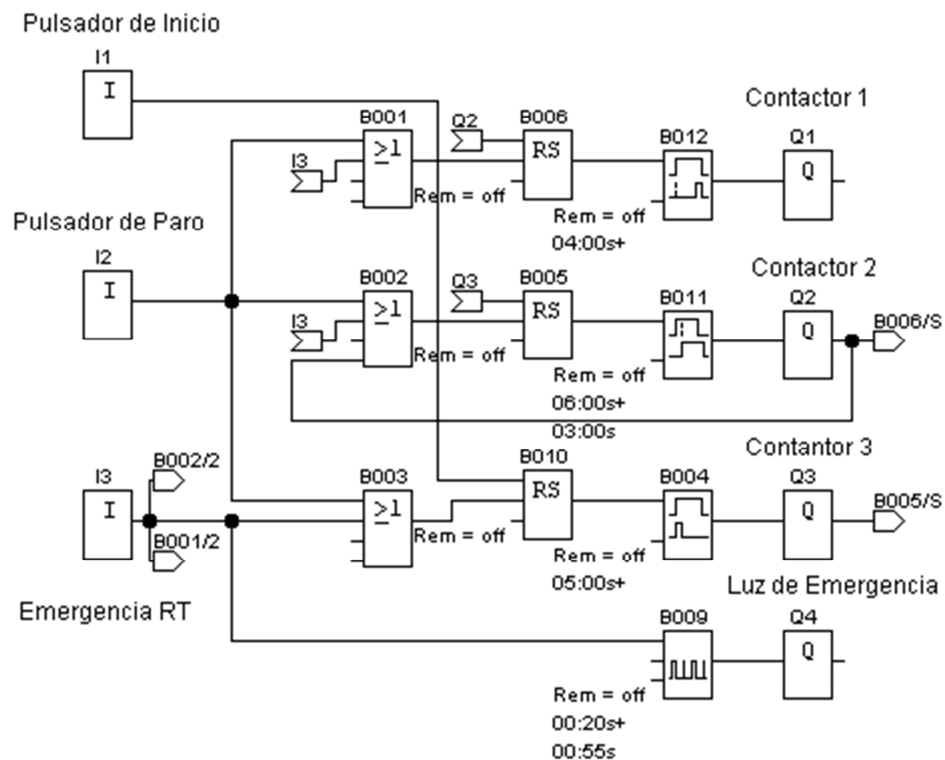 Pulsador de Inicio
I1
I
Contactor 1
B001
Q2
B006
B012
Q1
≥1
RS
Q
I3
Rem = off
Rem = off
04:00s+
Pulsador de Paro
I2
I
Contactor 2
B002
Q3
B005
B011
Q2
≥1
RS
Q
B006/S
I3
Rem = off
Rem = off
06:00s+
03:00s
Contantor 3
B010
I3
B002/2
B003
RS
B004
Q3
B005/S
I
≥1
Q
B001/2
Rem = off
Rem = off
05:00s+
Luz de Emergencia
Emergencia RT
B009
Q4
Q
Rem = off
00:20s+
00:55s